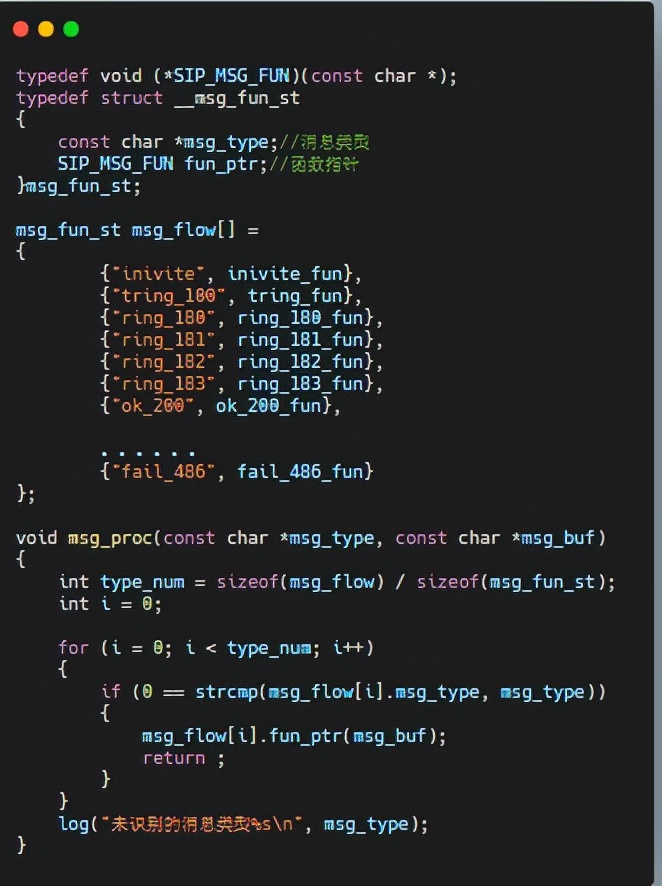 typedef void (*SIP_MSG_FUN)(const char *);
typedef struct __msg_fun_st
{
    const char *msg_type;//消息类型
    SIP_MSG_FUN fun_ptr;//函数指针
}msg_fun_st;

msg_fun_st msg_flow[] =
{
        {"inivite", inivite_fun},
        {"tring_100", tring_fun},
        {"ring_180", ring_180_fun},
        {"ring_181", ring_181_fun},
        {"ring_182", ring_182_fun},
        {"ring_183", ring_183_fun},
        {"ok_200", ok_200_fun},

        ......
        {"fail_486", fail_486_fun}
};

void msg_proc(const char *msg_type, const char *msg_buf)
{
    int type_num = sizeof(msg_flow) / sizeof(msg_fun_st);
    int i = 0;

    for (i = 0; i < type_num; i++)
    {
        if (0 == strcmp(msg_flow[i].msg_type, msg_type))
        {
            msg_flow[i].fun_ptr(msg_buf);
            return ;
        }
    }
    log("未识别的消息类型%s\n", msg_type);
}